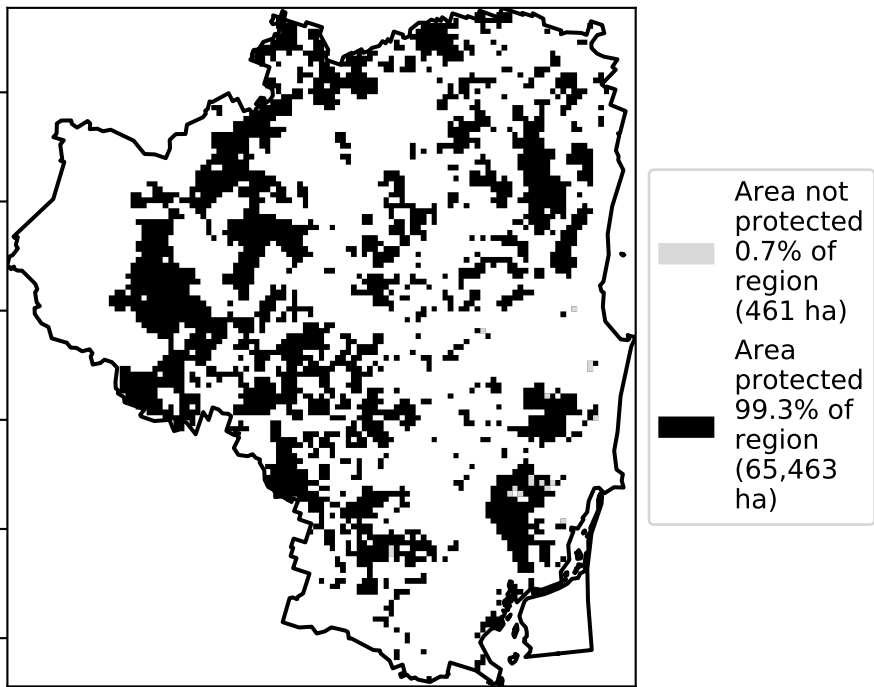 Area not
protected
0.7% of
region
(461 ha)
Area
protected
99.3% of
region
(65,463
ha)